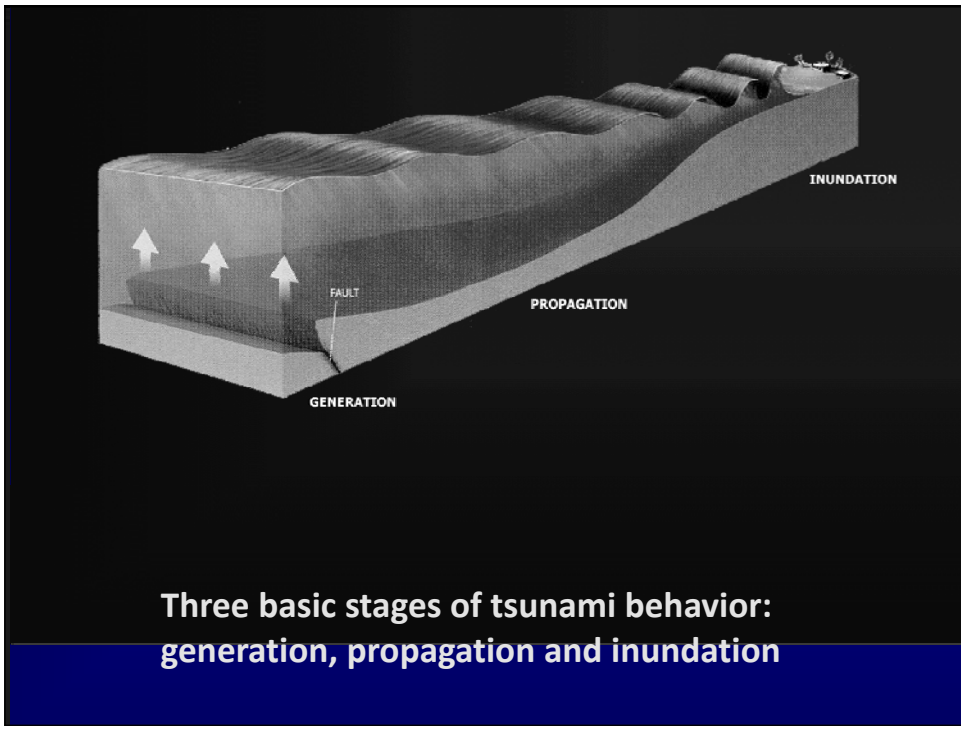 INUNDATION
FAULT
PROPAGATION
GENERATION
Three basic stages of tsunami behavior:
generation, propagation and inundation